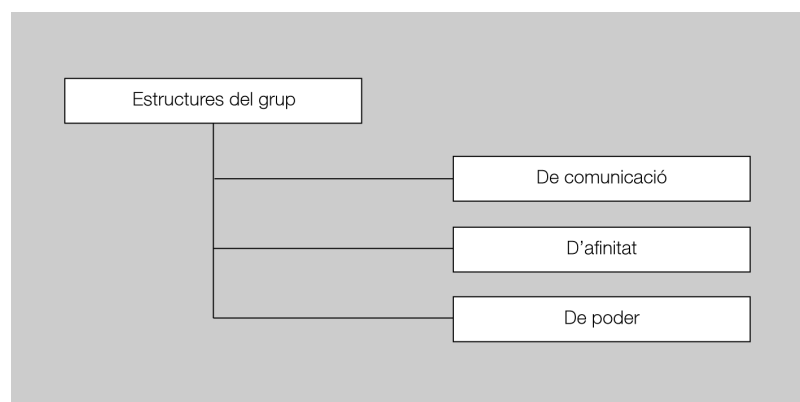 Estructures del grup
De comunicació
D’afinitat
De poder